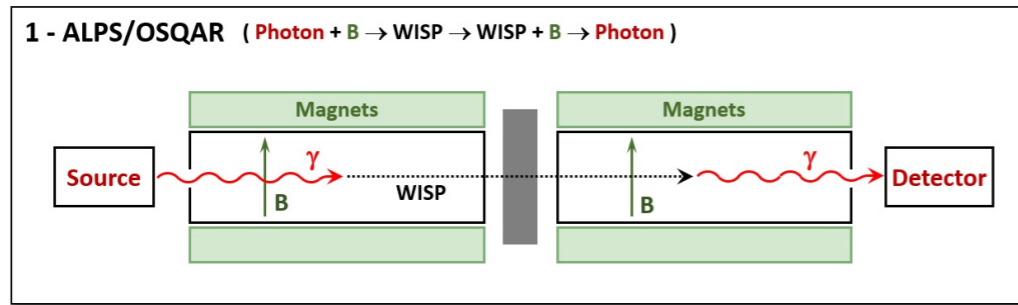 1 - ALPS/OSQAR ( Photon + B → WISP → WISP + B → Photon )
Magnets Magnets
Source γ B WISP B γ Detector